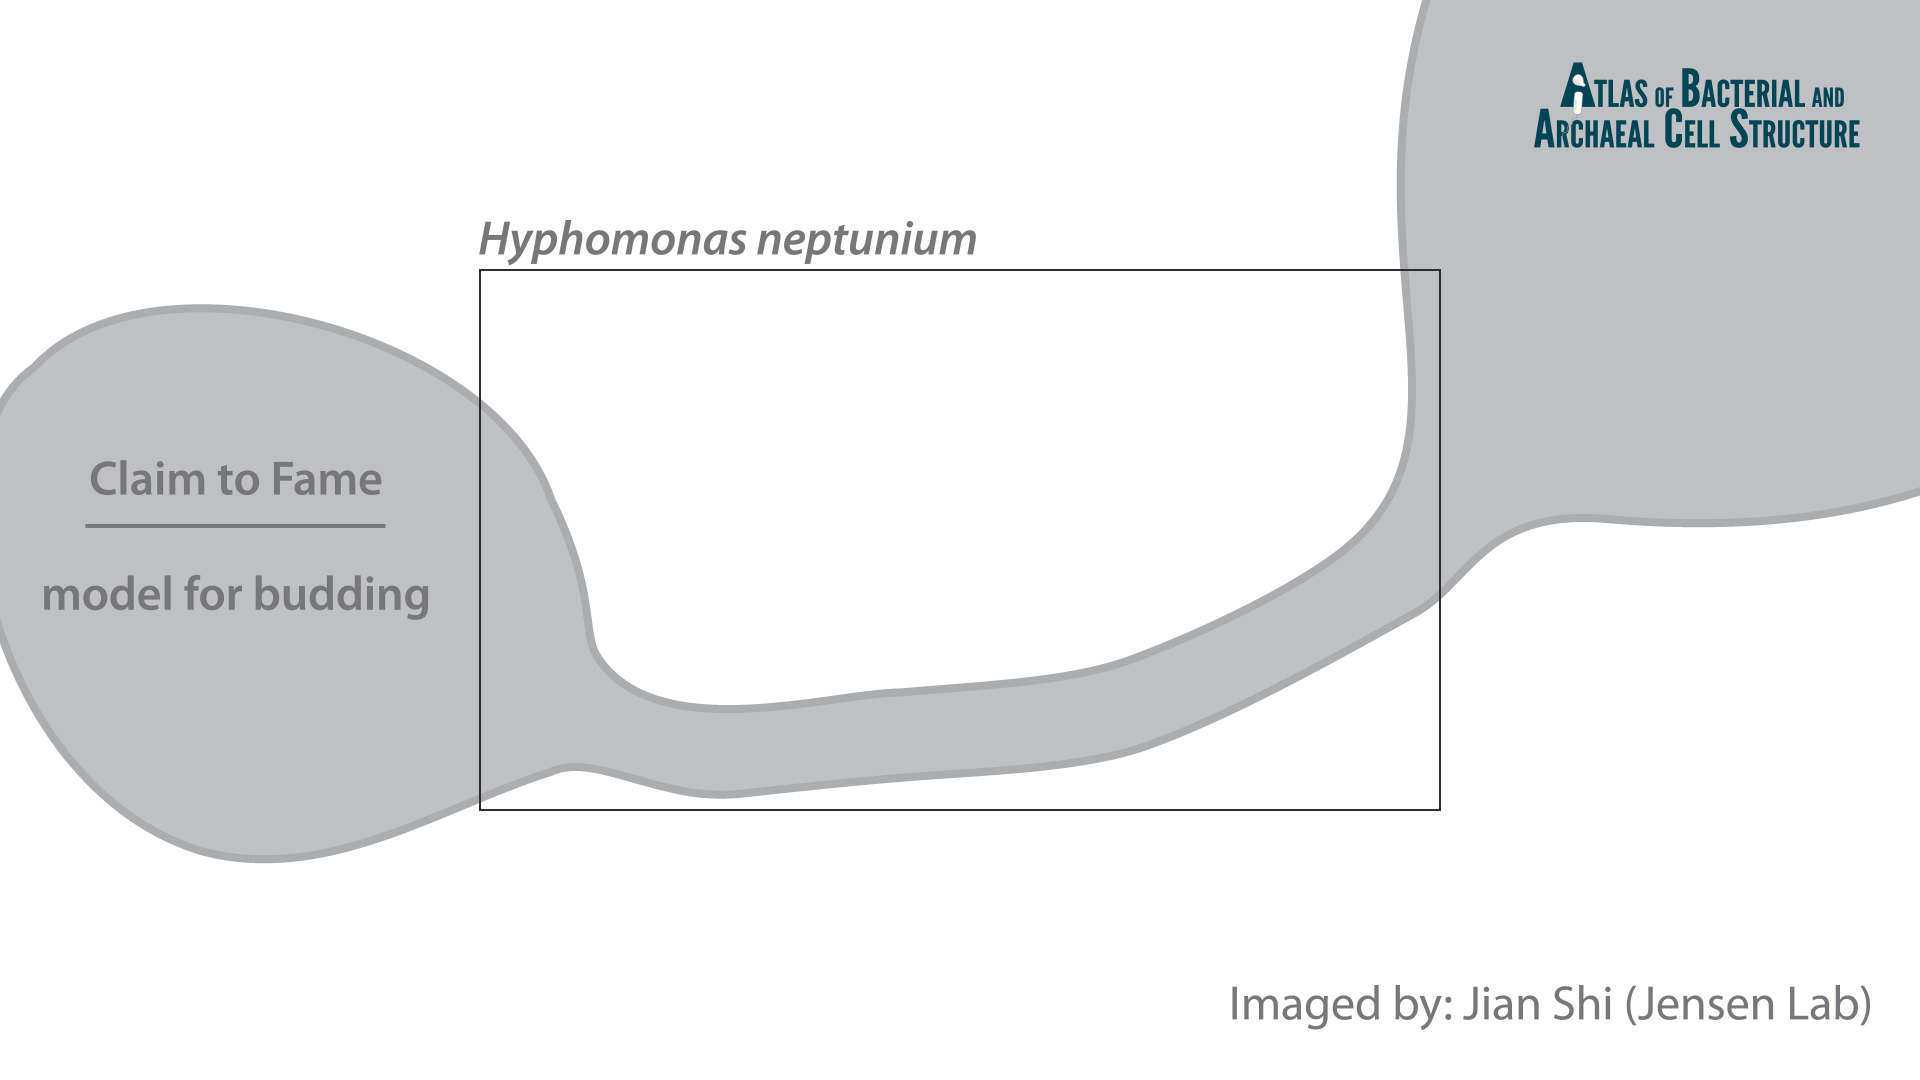 Atlas of Bacterial and
Archaeal Cell Structure
Hyphomonas neptunium
Claim to Fame
model for budding
Imaged by: Jian Shi (Jensen Lab)